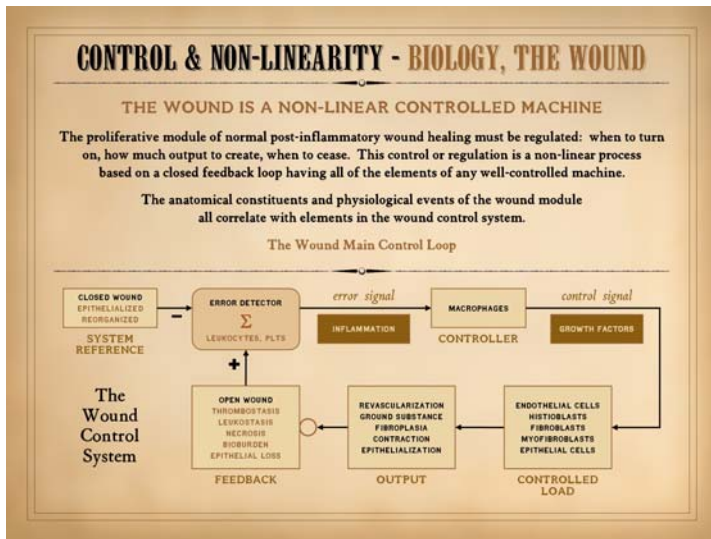 CONTROL & NON-LINEARITY - BIOLOGY, THE WOUND
THE WOUND IS A NON-LINEAR CONTROLLED MACHINE
The proliferative module of normal post-inflammatory wound healing must be regulated: when to turn
on, how much output to create, when to cease. This control or regulation is a non-linear process
based on a closed feedback loop having all of the elements of any well-controlled machine.
The anatomical constituents and physiological events of the wound module
all correlate with elements in the wound control system.
The Wound Main Control Loop
CLOSED WOUND
EPITHELIALIZED
REORGANIZED
SYSTEM
REFERENCE
−
ERROR DETECTOR
Σ
LEUKOCYTES, PLTS
+
error signal
INFLAMMATION
MACROPHAGES
CONTROLLER
control signal
GROWTH FACTORS
The
Wound
Control
System
OPEN WOUND
THROMBOSTASIS
LEUKOSTASIS
NECROSIS
BIOBURDEN
EPITHELIAL LOSS
FEEDBACK
REVASCULARIZATION
GROUND SUBSTANCE
FIBROPLASIA
CONTRACTION
EPITHELIALIZATION
OUTPUT
ENDOTHELIAL CELLS
HISTIOBLASTS
FIBROBLASTS
MYOFIBROBLASTS
EPITHELIAL CELLS
CONTROLLED
LOAD